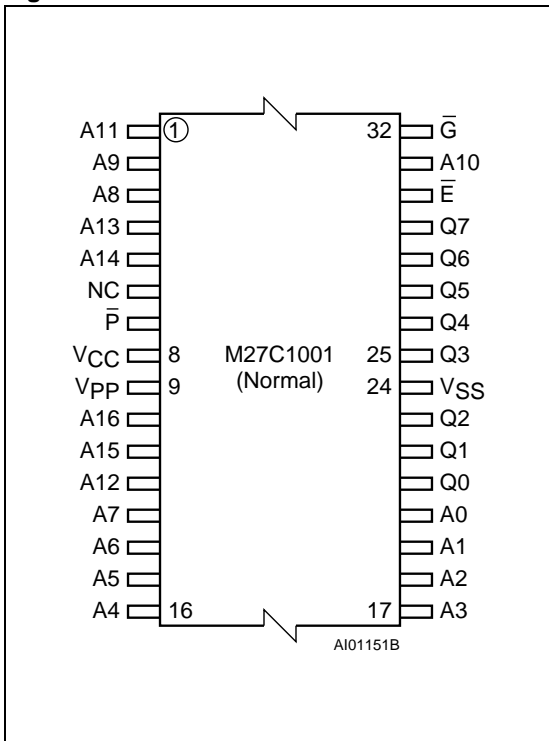 A11 1 32 G̅
A9 A10
A8 E̅
A13 Q7
A14 Q6
NC Q5
P̅ Q4
VCC 8 M27C1001 25 Q3
VPP 9 (Normal) 24 VSS
A16 Q2
A15 Q1
A12 Q0
A7 A0
A6 A1
A5 A2
A4 16 17 A3
AI01151B